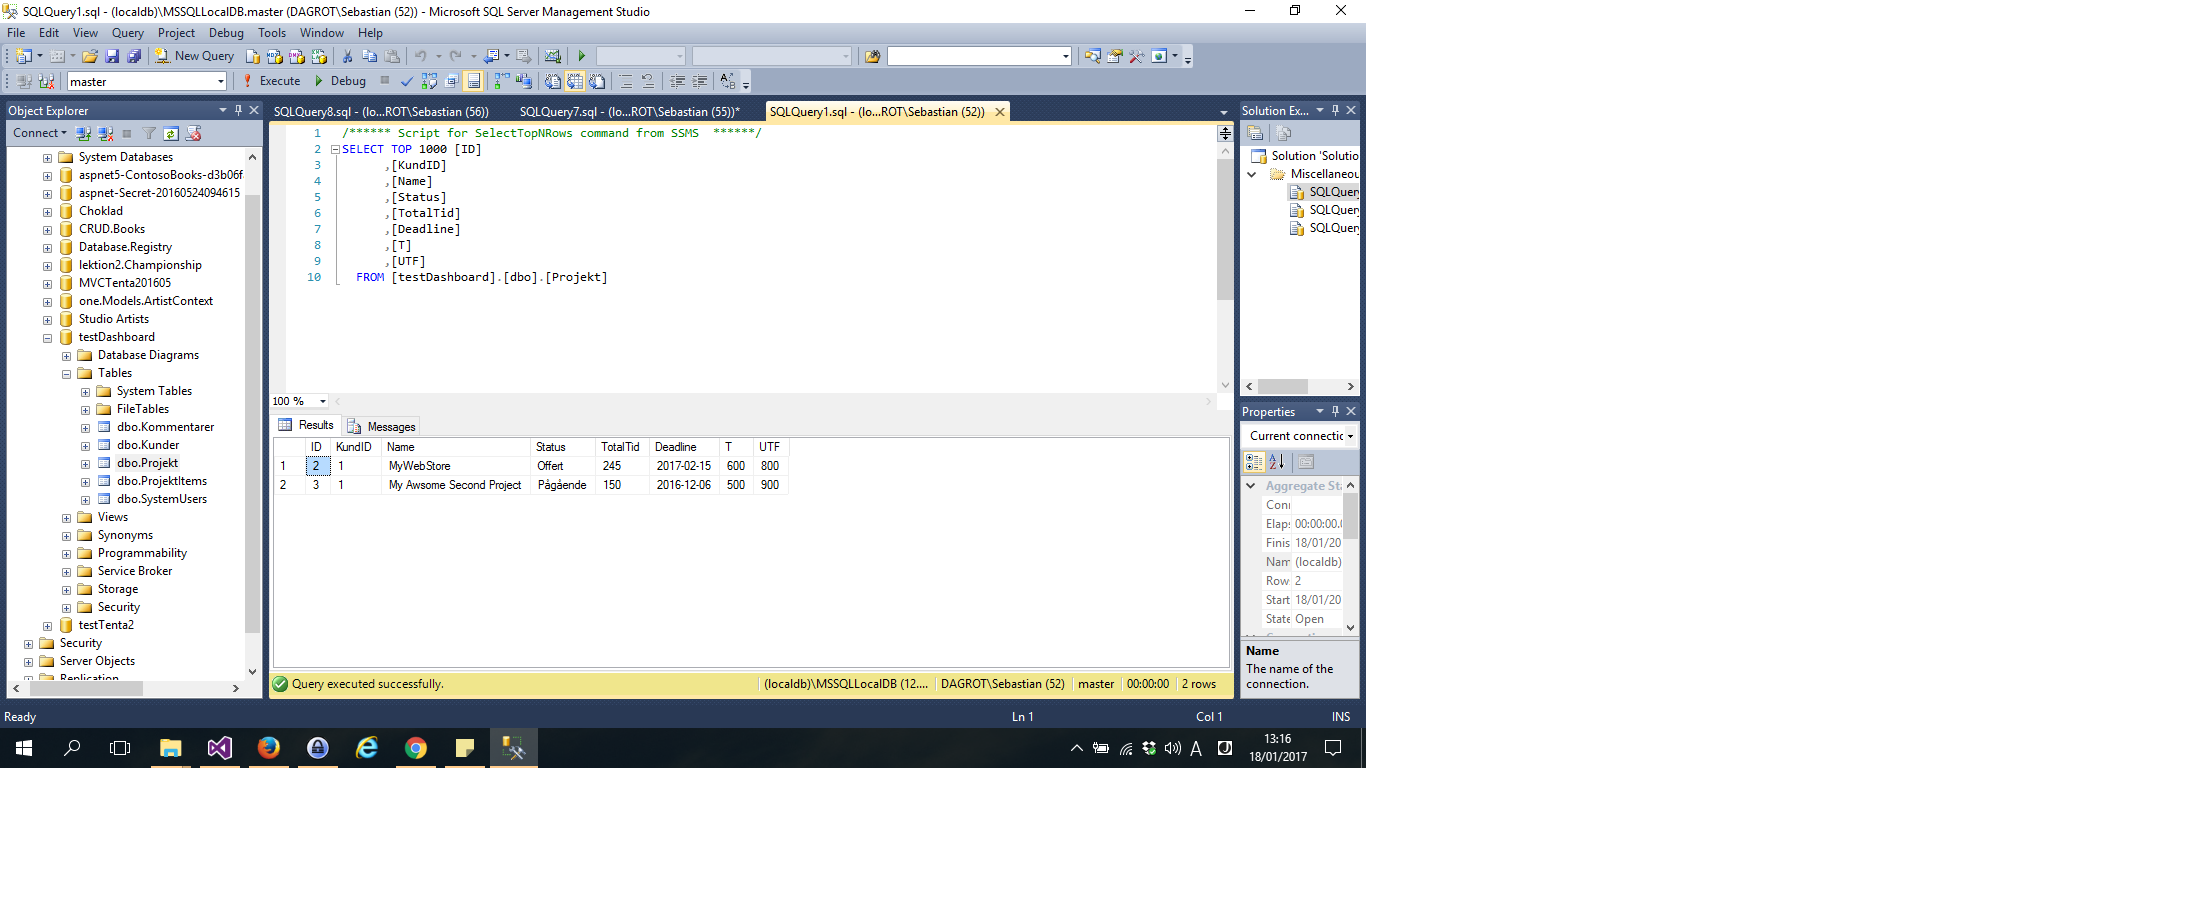 SQLQuery1.sql - (localdb)\MSSQLLocalDB.master (DAGROT\Sebastian (52)) - Microsoft SQL Server Management Studio
File Edit View Query Project Debug Tools Window Help
New Query
master Execute Debug
Object Explorer
Connect
System Databases
aspnet5-ContosoBooks-d3b06f
aspnet-Secret-20160524094615
Choklad
CRUD.Books
Database.Registry
lektion2.Championship
MVCTenta201605
one.Models.ArtistContext
Studio Artists
testDashboard
Database Diagrams
Tables
System Tables
FileTables
dbo.Kommentarer
dbo.Kunder
dbo.Projekt
dbo.ProjektItems
dbo.SystemUsers
Views
Synonyms
Programmability
Service Broker
Storage
Security
testTenta2
Security
Server Objects
Replication
SQLQuery8.sql - (lo...ROT\Sebastian (56)) SQLQuery7.sql - (lo...ROT\Sebastian (55))* SQLQuery1.sql - (lo...ROT\Sebastian (52))
1 /****** Script for SelectTopNRows command from SSMS ******/
2 SELECT TOP 1000 [ID]
3 ,[KundID]
4 ,[Name]
5 ,[Status]
6 ,[TotalTid]
7 ,[Deadline]
8 ,[T]
9 ,[UTF]
10 FROM [testDashboard].[dbo].[Projekt]
100 %
Results Messages
ID KundID Name Status TotalTid Deadline T UTF
1 2 1 MyWebStore Offert 245 2017-02-15 600 800
2 3 1 My Awsome Second Project Pågående 150 2016-12-06 500 900
Query executed successfully. (localdb)\MSSQLLocalDB (12.... DAGROT\Sebastian (52) master 00:00:00 2 rows
Solution Ex...
Solution 'Solutio
Miscellaneou
SQLQuery
SQLQuery
SQLQuery
Properties
Current connectic
Aggregate Sta
Conn
Elaps 00:00:00.0
Finis 18/01/20
Nam (localdb)
Row 2
Start 18/01/20
State Open
Name
The name of the
connection.
Ready Ln 1 Col 1 INS
13:16
18/01/2017